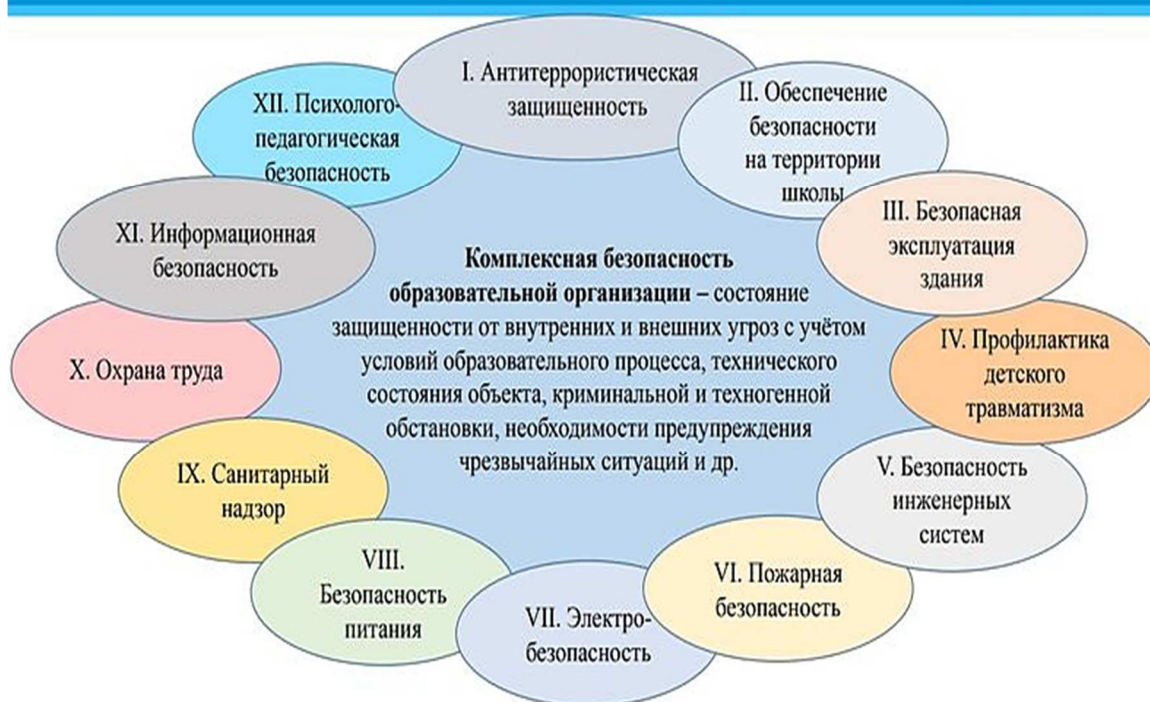 I. Антитеррористическая
защищенность
II. Обеспечение
безопасности
на территории
школы
III. Безопасная
эксплуатация
здания
IV. Профилактика
детского
травматизма
V. Безопасность
инженерных
систем
VI. Пожарная
безопасность
VII. Электро-
безопасность
VIII.
Безопасность
питания
IX. Санитарный
надзор
X. Охрана труда
XI. Информационная
безопасность
XII. Психолого-
педагогическая
безопасность
Комплексная безопасность
образовательной организации – состояние
защищенности от внутренних и внешних угроз с учётом
условий образовательного процесса, технического
состояния объекта, криминальной и техногенной
обстановки, необходимости предупреждения
чрезвычайных ситуаций и др.